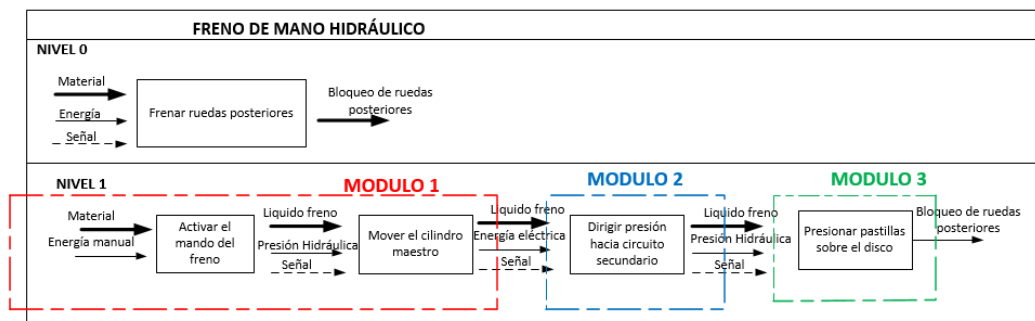 FRENO DE MANO HIDRÁULICO
NIVEL 0
Material
Energía
Señal
Frenar ruedas posteriores
Bloqueo de ruedas
posteriores
NIVEL 1
MODULO 1
MODULO 2
MODULO 3
Material
Energía manual
Activar el
mando del
freno
Liquido freno
Presión Hidráulica
Señal
Mover el cilindro
maestro
Liquido freno
Energía eléctrica
Señal
Dirigir presión
hacia circuito
secundario
Liquido freno
Presión Hidráulica
Señal
Presionar pastillas
sobre el disco
Bloqueo de ruedas
posteriores